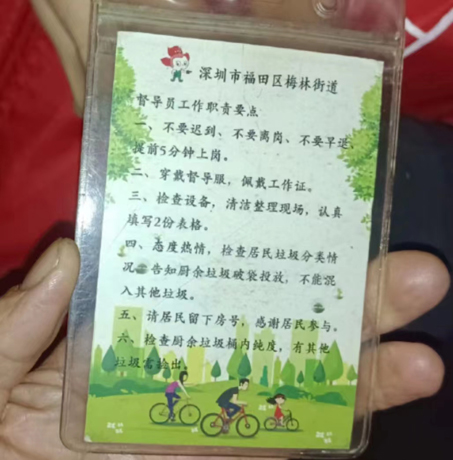 深圳市福田区梅林街道
督导员工作职责要点
一、不要迟到、不要离岗、不要早退、
提前5分钟上岗。
二、穿戴督导服，佩戴工作证。
三、检查设备，清洁整理现场，认真
填写2份表格。
四、态度热情，检查居民垃圾分类情
况，告知厨余垃圾破袋投放，不能混
入其他垃圾。
五、请居民留下房号，感谢居民参与。
六、检查厨余垃圾桶内纯度，有其他
垃圾需捡出。